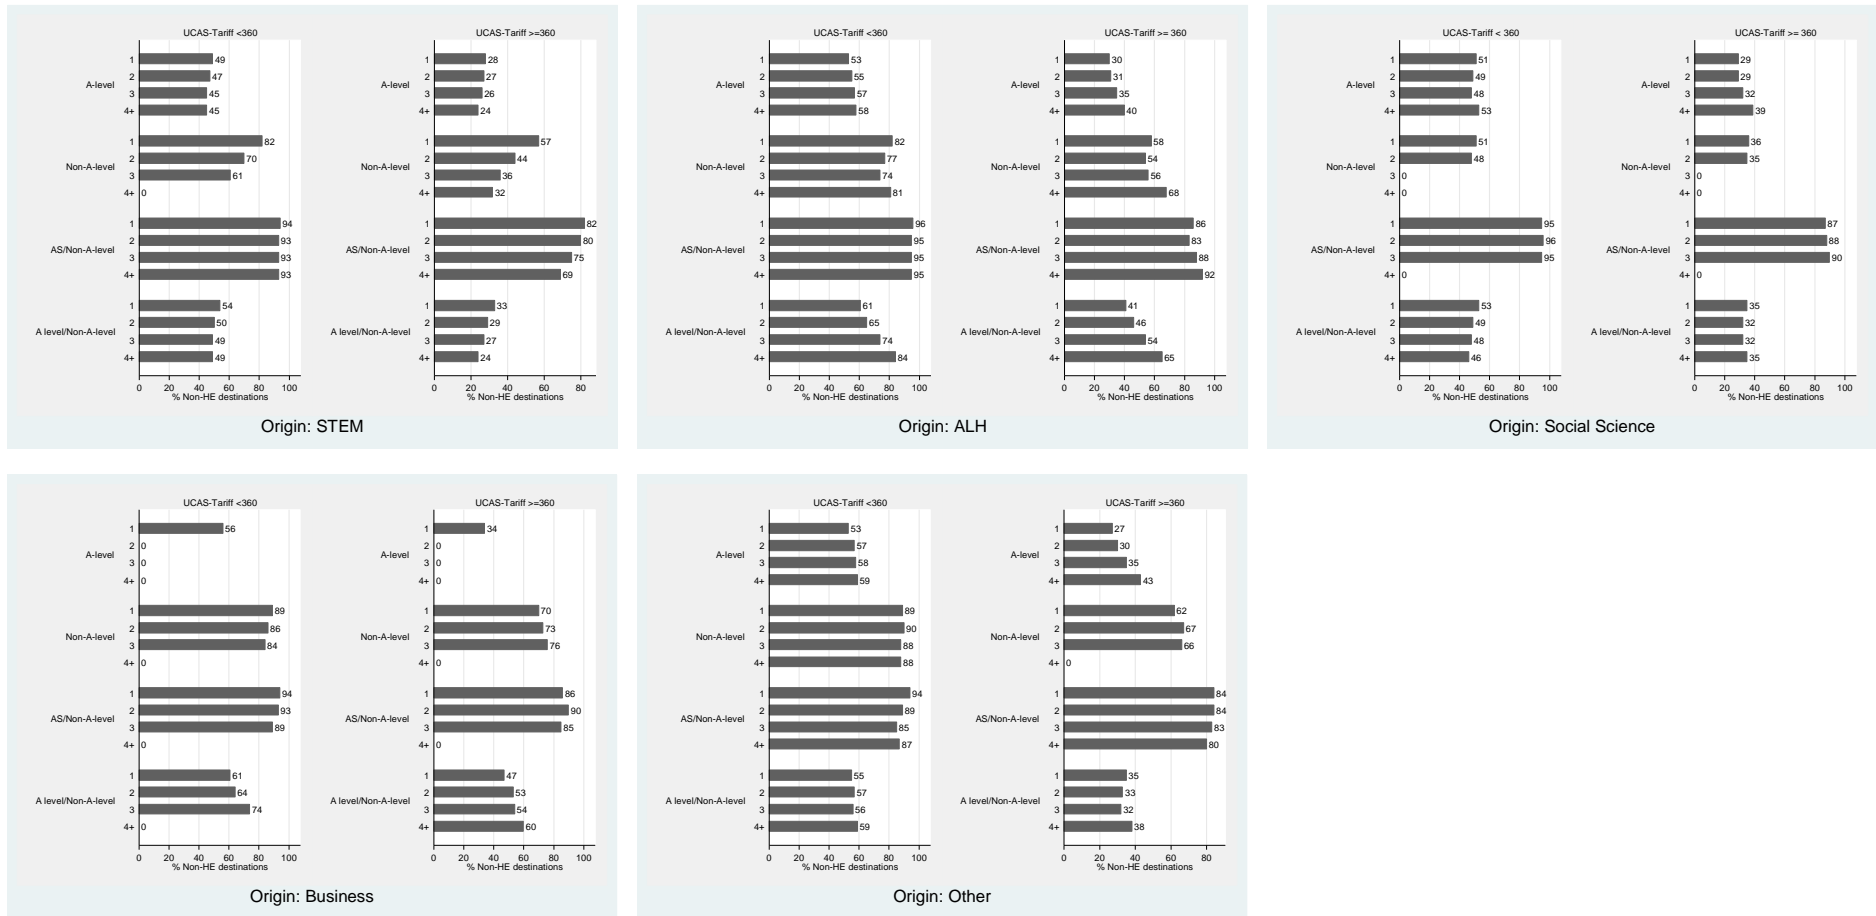 UCAS-Tariff <360
A-level
1 49
2 47
3 45
4+ 45
Non-A-level
1 82
2 70
3 61
4+ 0
AS/Non-A-level
1 94
2 93
3 93
4+ 93
A level/Non-A-level
1 54
2 50
3 49
4+ 49
0 20 40 60 80 100
% Non-HE destinations
UCAS-Tariff >=360
A-level
1 28
2 27
3 26
4+ 24
Non-A-level
1 57
2 44
3 36
4+ 32
AS/Non-A-level
1 82
2 80
3 75
4+ 69
A level/Non-A-level
1 33
2 29
3 27
4+ 24
0 20 40 60 80
% Non-HE destinations
Origin: STEM
UCAS-Tariff <360
A-level
1 53
2 55
3 57
4+ 58
Non-A-level
1 82
2 77
3 74
4+ 81
AS/Non-A-level
1 96
2 95
3 95
4+ 95
A level/Non-A-level
1 61
2 65
3 74
4+ 84
0 20 40 60 80 100
% Non-HE destinations
UCAS-Tariff >= 360
A-level
1 30
2 31
3 35
4+ 40
Non-A-level
1 58
2 54
3 56
4+ 68
AS/Non-A-level
1 86
2 83
3 88
4+ 92
A level/Non-A-level
1 41
2 46
3 54
4+ 65
0 20 40 60 80 100
% Non-HE destinations
Origin: ALH
UCAS-Tariff < 360
A-level
1 51
2 49
3 48
4+ 53
Non-A-level
1 51
2 48
3 0
4+ 0
AS/Non-A-level
1 95
2 96
3 95
4+ 0
A level/Non-A-level
1 53
2 49
3 48
4+ 46
0 20 40 60 80 100
% Non-HE destinations
UCAS-Tariff >= 360
A-level
1 29
2 29
3 32
4+ 39
Non-A-level
1 36
2 35
3 0
4+ 0
AS/Non-A-level
1 87
2 88
3 90
4+ 0
A level/Non-A-level
1 35
2 32
3 32
4+ 35
0 20 40 60 80 100
% Non-HE destinations
Origin: Social Science
UCAS-Tariff <360
A-level
1 56
2 0
3 0
4+ 0
Non-A-level
1 89
2 86
3 84
4+ 0
AS/Non-A-level
1 94
2 93
3 89
4+ 0
A level/Non-A-level
1 61
2 64
3 74
4+ 0
0 20 40 60 80 100
% Non-HE destinations
UCAS-Tariff >=360
A-level
1 34
2 0
3 0
4+ 0
Non-A-level
1 70
2 73
3 76
4+ 0
AS/Non-A-level
1 86
2 90
3 85
4+ 0
A level/Non-A-level
1 47
2 53
3 54
4+ 60
0 20 40 60 80 100
% Non-HE destinations
Origin: Business
UCAS-Tariff <360
A-level
1 53
2 57
3 58
4+ 59
Non-A-level
1 89
2 90
3 88
4+ 88
AS/Non-A-level
1 94
2 89
3 85
4+ 87
A level/Non-A-level
1 55
2 57
3 56
4+ 59
0 20 40 60 80 100
% Non-HE destinations
UCAS-Tariff >=360
A-level
1 27
2 30
3 35
4+ 43
Non-A-level
1 62
2 67
3 66
4+ 0
AS/Non-A-level
1 84
2 84
3 83
4+ 80
A level/Non-A-level
1 35
2 33
3 32
4+ 38
0 20 40 60 80
% Non-HE destinations
Origin: Other